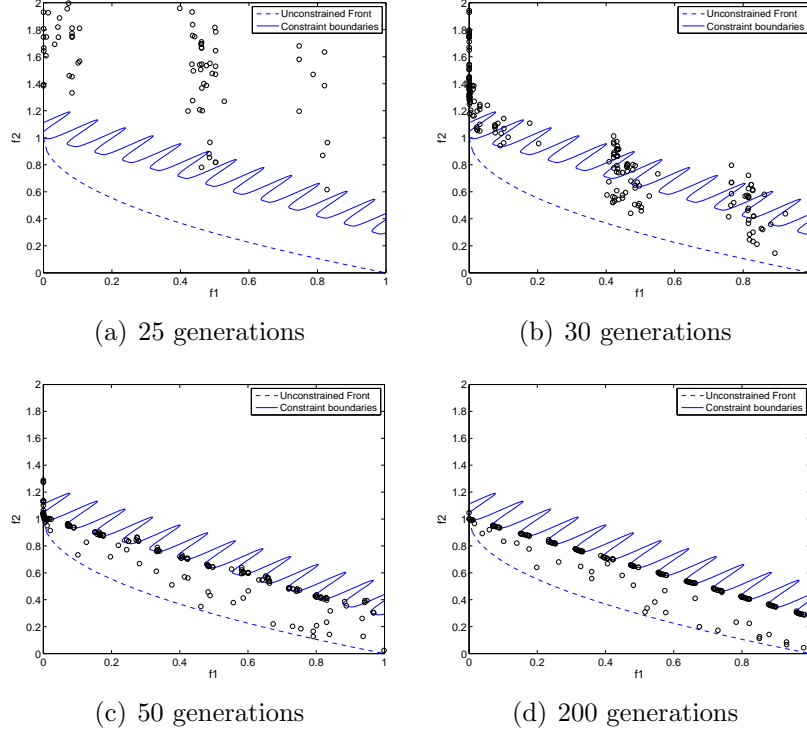 2
1.8
1.6
1.4
1.2
1
0.8
0.6
0.4
0.2
0
f2
0 0.2 0.4 0.6 0.8 1
f1
Unconstrained Front
Constraint boundaries
(a) 25 generations
2
1.8
1.6
1.4
1.2
1
0.8
0.6
0.4
0.2
0
f2
0 0.2 0.4 0.6 0.8
f1
Unconstrained Front
Constraint boundaries
(b) 30 generations
2
1.8
1.6
1.4
1.2
1
0.8
0.6
0.4
0.2
0
f2
0 0.2 0.4 0.6 0.8 1
f1
Unconstrained Front
Constraint boundaries
(c) 50 generations
2
1.8
1.6
1.4
1.2
1
0.8
0.6
0.4
0.2
0
f2
0 0.2 0.4 0.6 0.8
f1
Unconstrained Front
Constraint boundaries
(d) 200 generations